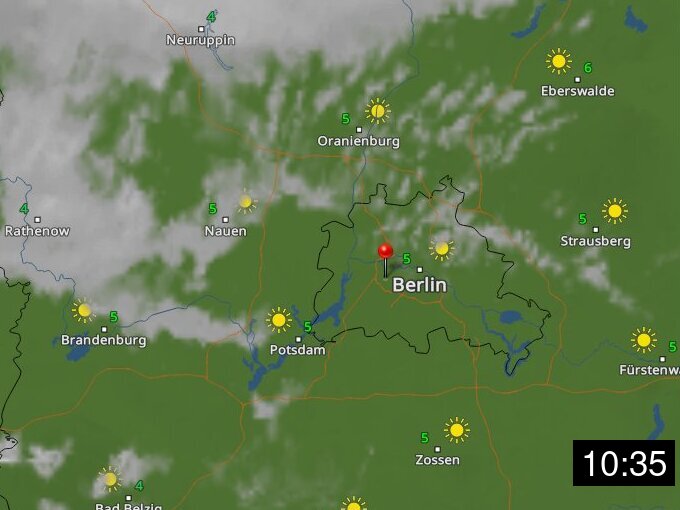 4
Neuruppin
6
Eberswalde
5
Oranienburg
4
Rathenow
5
Nauen
5
Strausberg
5
Berlin
5
Brandenburg
5
Potsdam
5
Fürstenwa
5
Zossen
10:35
4
Bad Belzig